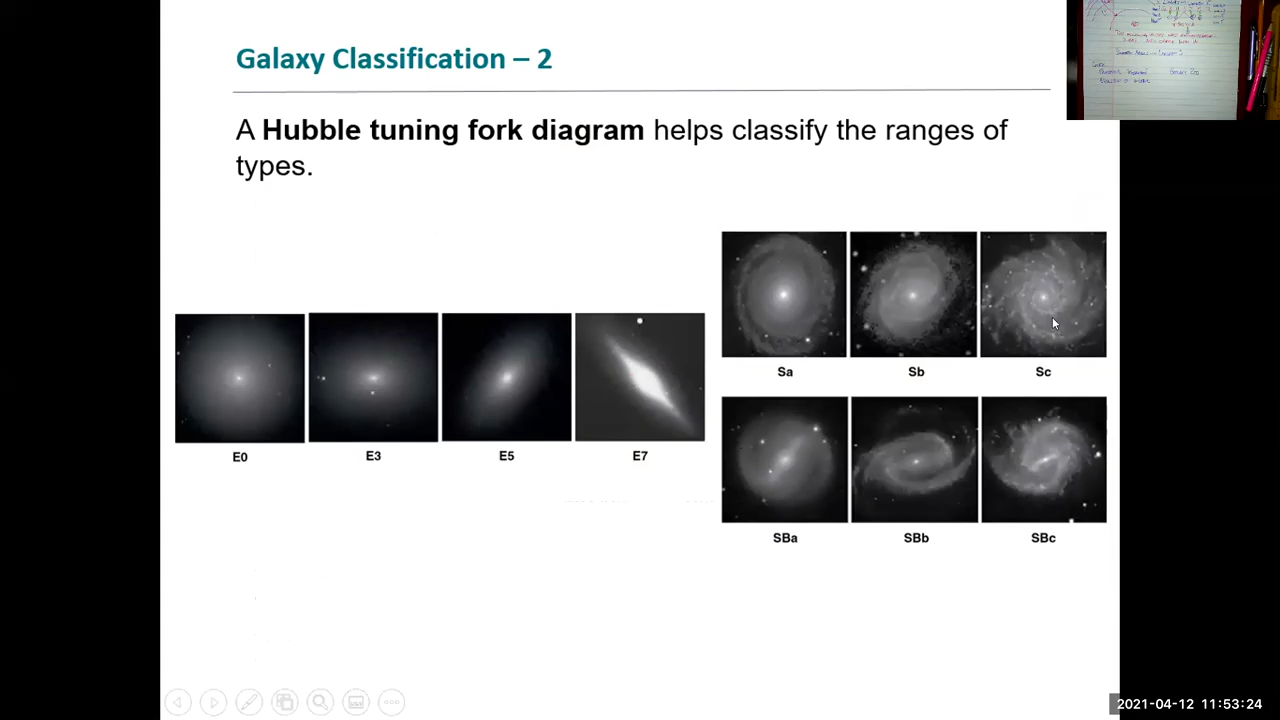 Galaxy Classification – 2
A Hubble tuning fork diagram helps classify the ranges of
types.
Sa Sb Sc
E0 E3 E5 E7
SBa SBb SBc
2021-04-12 11:53:24